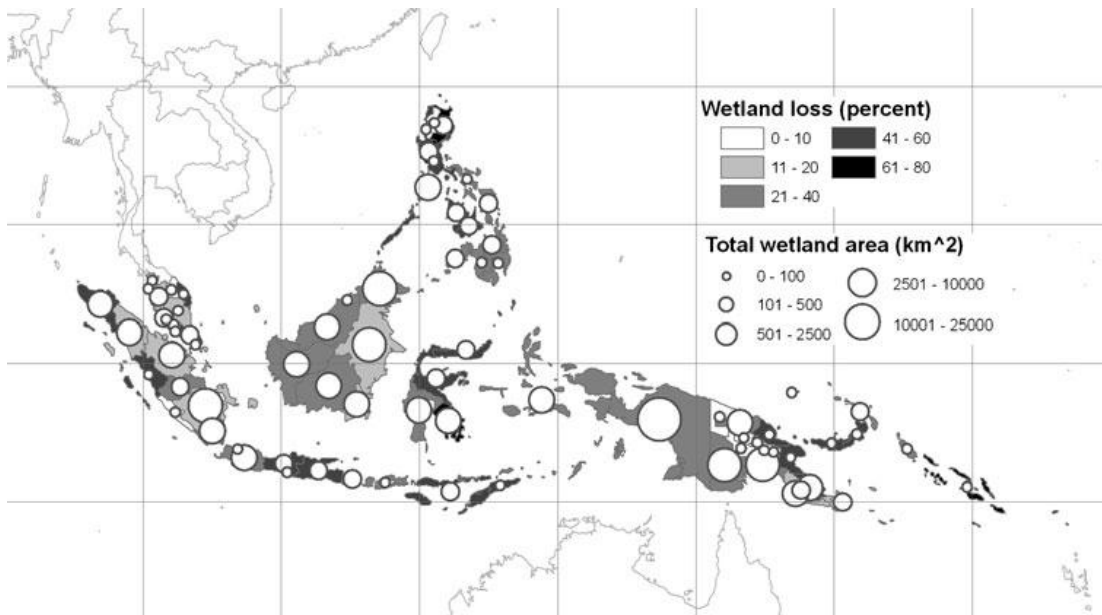 Wetland loss (percent)
0 - 10
41 - 60
11 - 20
61 - 80
21 - 40
Total wetland area (km^2)
0 - 100
2501 - 10000
101 - 500
10001 - 25000
501 - 2500